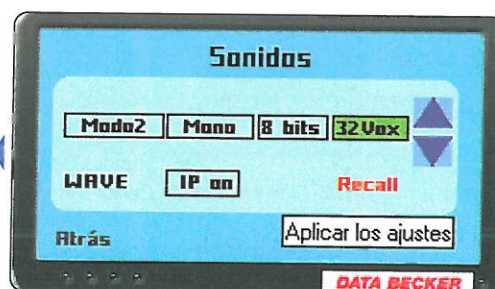 Sonidos
Modo2 Mono 8 bits 32Vox
WAVE IP on Recall
Atrás Aplicar los ajustes
DATA BECKER